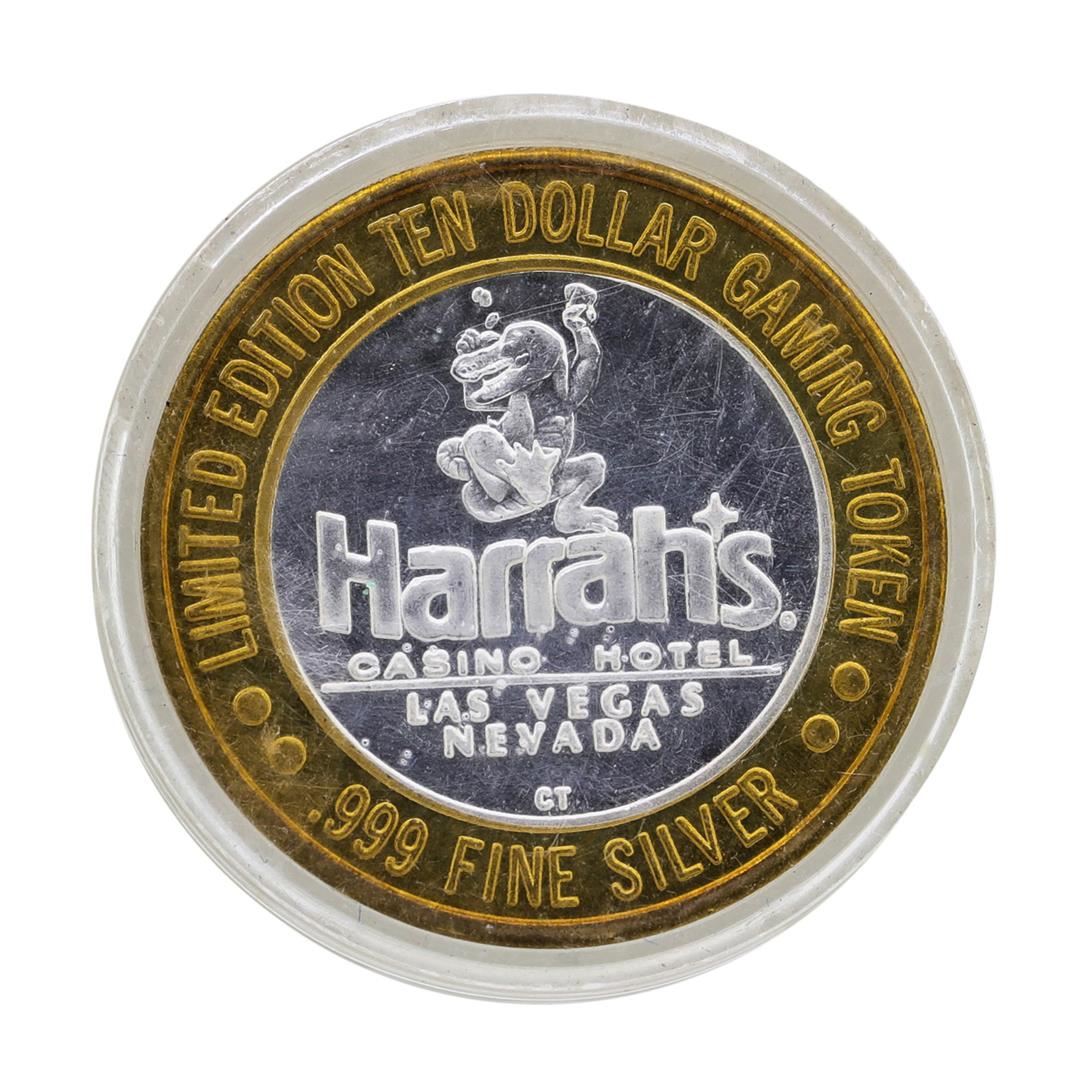 LIMITED EDITION TEN DOLLAR GAMING TOKEN
Harrah's®
CASINO HOTEL
LAS VEGAS
NEVADA
CT
.999 FINE SILVER